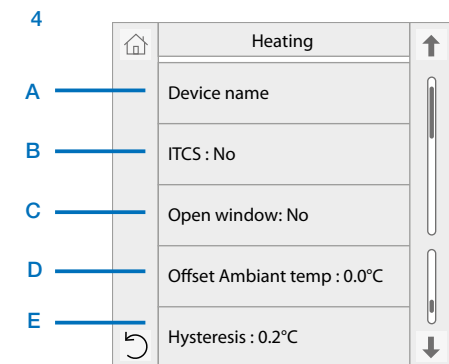 4
Heating
A Device name
B ITCS : No
C Open window: No
D Offset Ambiant temp : 0.0°C
E Hysteresis : 0.2°C